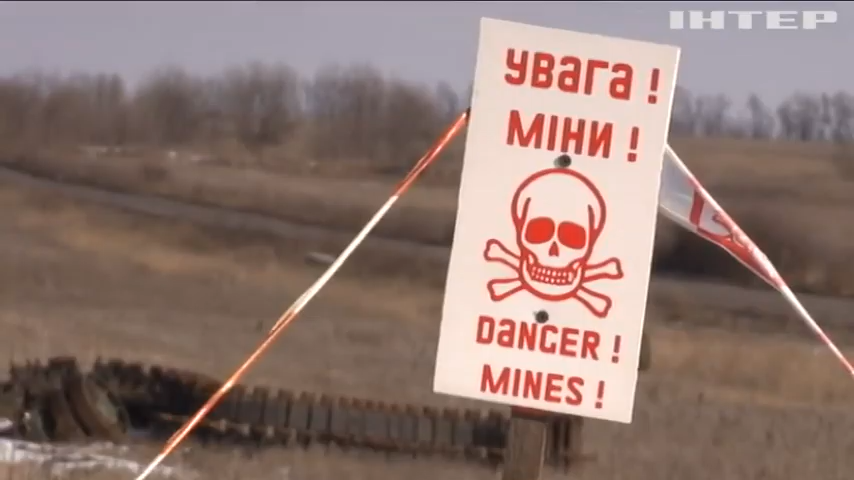 ІНТЕР
УВАГА !
МІНИ !
DANGER !
MINES !